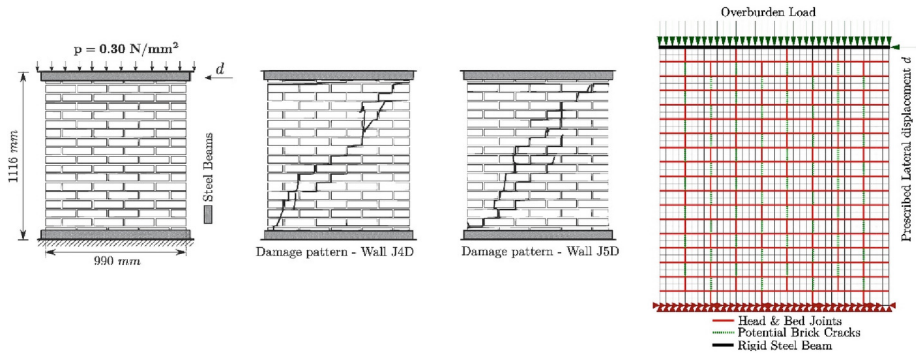 p = 0.30 N/mm²
d
1116 mm
Steel Beams
990 mm
Damage pattern - Wall J4D
Damage pattern - Wall J5D
Overburden Load
Prescribed Lateral displacement d
Head & Bed Joints
Potential Brick Cracks
Rigid Steel Beam